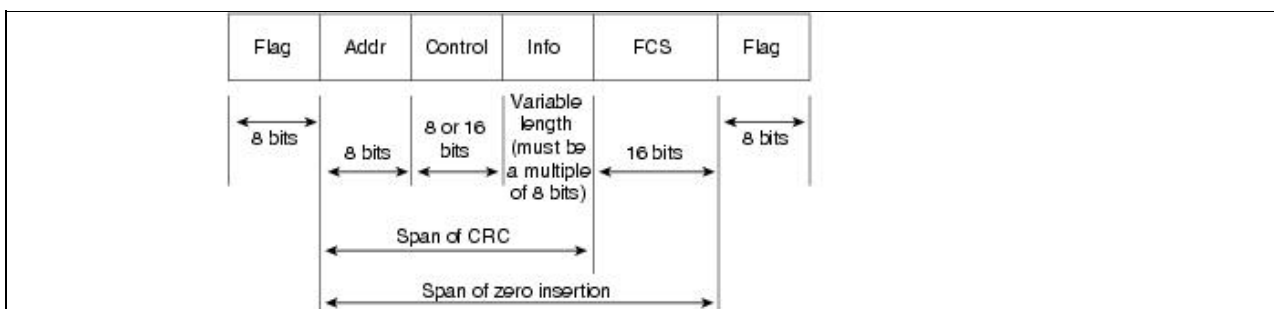 Flag Addr Control Info FCS Flag
8 bits
8 bits
8 or 16
bits
Variable
length
(must be
a multiple
of 8 bits)
16 bits
8 bits
Span of CRC
Span of zero insertion